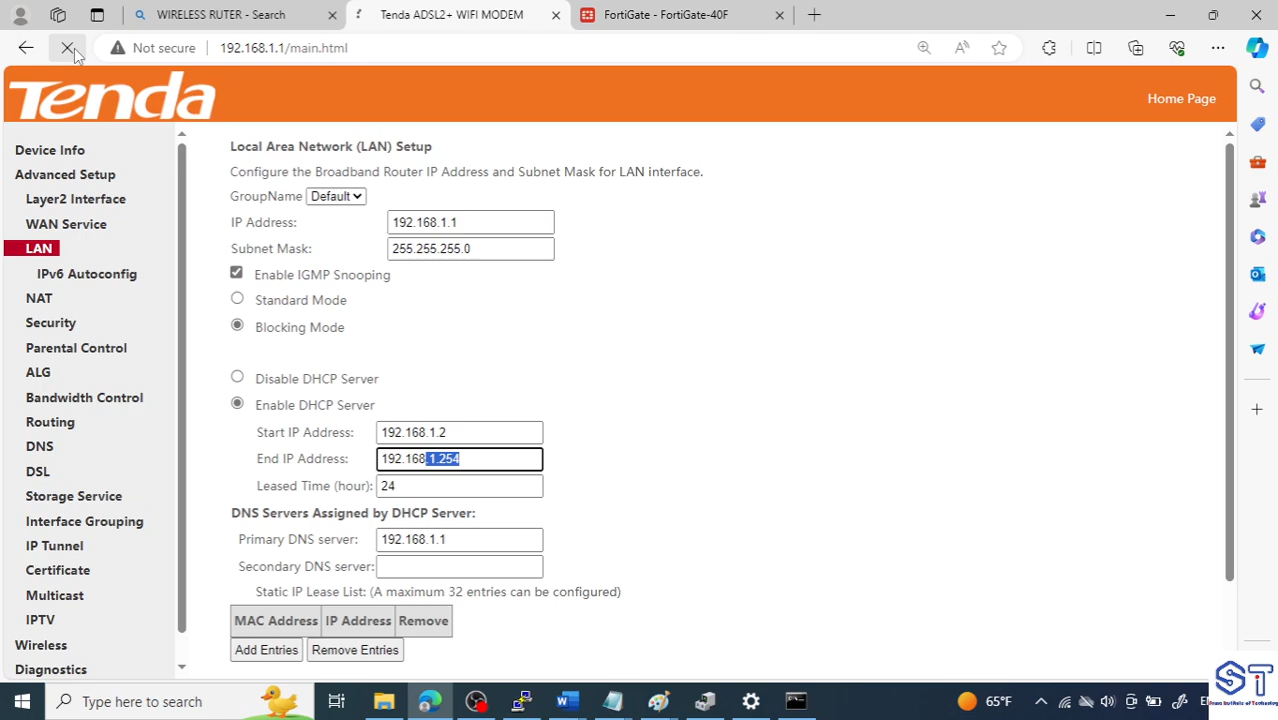 WIRELESS RUTER - Search
Tenda ADSL2+ WIFI MODEM
FortiGate - FortiGate-40F
Not secure
192.168.1.1/main.html
Tenda
Home Page
Device Info
Advanced Setup
Layer2 Interface
WAN Service
LAN
IPv6 Autoconfig
NAT
Security
Parental Control
ALG
Bandwidth Control
Routing
DNS
DSL
Storage Service
Interface Grouping
IP Tunnel
Certificate
Multicast
IPTV
Wireless
Diagnostics
Local Area Network (LAN) Setup
Configure the Broadband Router IP Address and Subnet Mask for LAN interface.
GroupName Default
IP Address: 192.168.1.1
Subnet Mask: 255.255.255.0
Enable IGMP Snooping
Standard Mode
Blocking Mode
Disable DHCP Server
Enable DHCP Server
Start IP Address: 192.168.1.2
End IP Address: 192.168.1.254
Leased Time (hour): 24
DNS Servers Assigned by DHCP Server:
Primary DNS server: 192.168.1.1
Secondary DNS server:
Static IP Lease List: (A maximum 32 entries can be configured)
MAC Address IP Address Remove
Add Entries Remove Entries
Type here to search
65°F